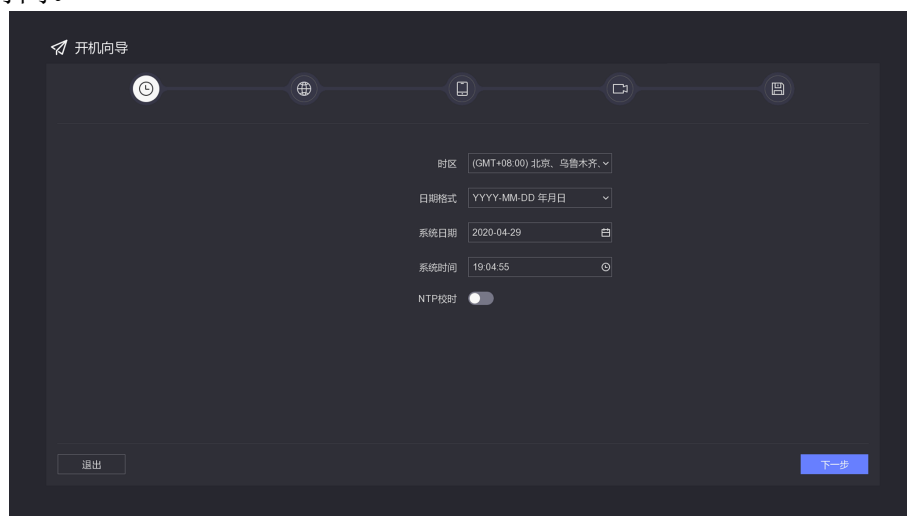 开机向导
时区 (GMT+08:00) 北京、乌鲁木齐.
日期格式 YYYY-MM-DD 年月日
系统日期 2020-04-29
系统时间 19:04:55
NTP校时
退出 下一步